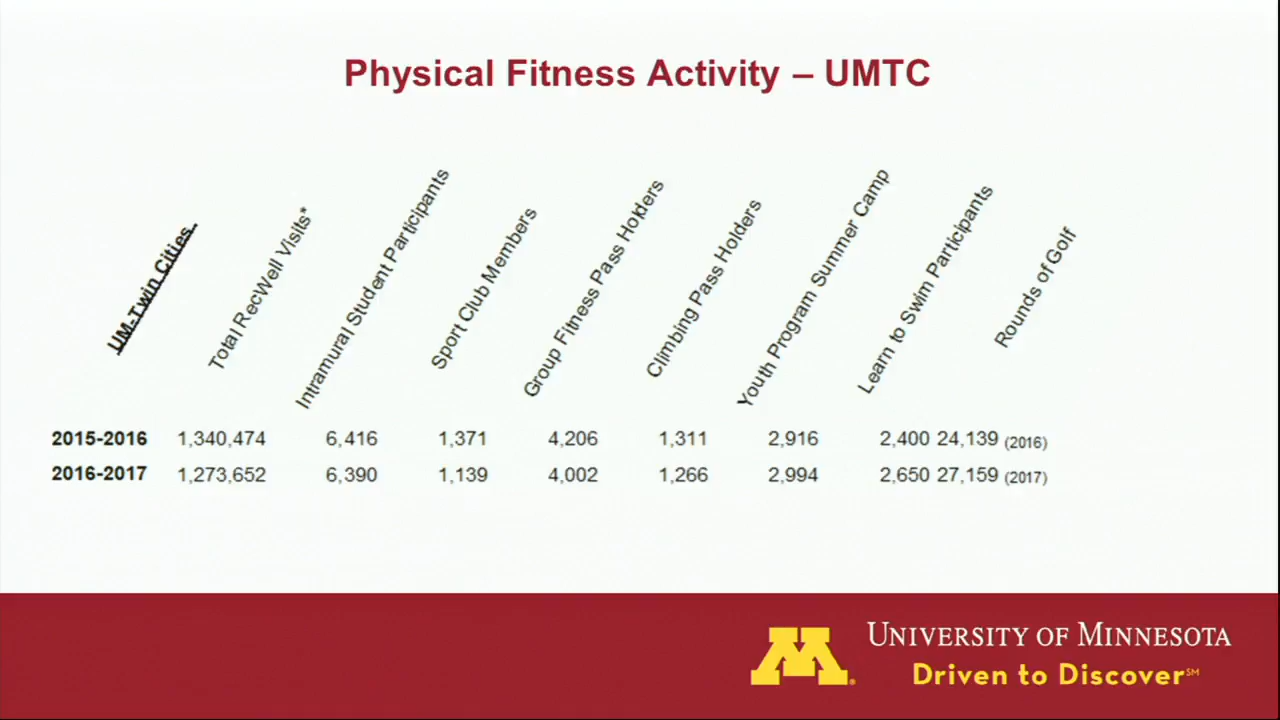 Physical Fitness Activity – UMTC
UM-Twin Cities
Total RecWell Visits*
Intramural Student Participants
Sport Club Members
Group Fitness Pass Holders
Climbing Pass Holders
Youth Program Summer Camp
Learn to Swim Participants
Rounds of Golf
2015-2016 1,340,474 6,416 1,371 4,206 1,311 2,916 2,400 24,139 (2016)
2016-2017 1,273,652 6,390 1,139 4,002 1,266 2,994 2,650 27,159 (2017)
M
UNIVERSITY OF MINNESOTA
Driven to Discover℠